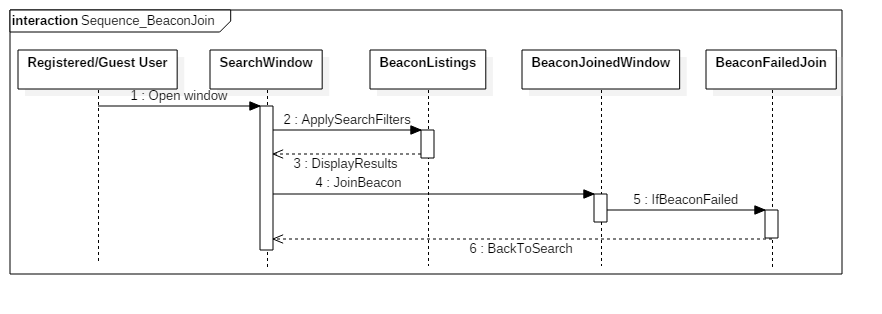 interaction Sequence_BeaconJoin
Registered/Guest User
SearchWindow
BeaconListings
BeaconJoinedWindow
BeaconFailedJoin
1 : Open window
2 : ApplySearchFilters
3 : DisplayResults
4 : JoinBeacon
5 : IfBeaconFailed
6 : BackToSearch